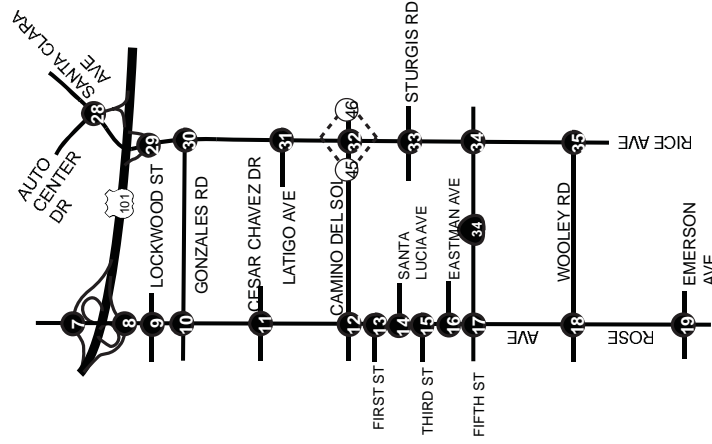 SANTA CLARA
AVE
28
AUTO
CENTER
DR
29
30
31
46
32
45
33
34
35
STURGIS RD
RICE AVE
101
LOCKWOOD ST
GONZALES RD
CESAR CHAVEZ DR
LATIGO AVE
CAMINO DEL SOL
SANTA
LUCIA AVE
EASTMAN AVE
34
WOOLEY RD
EMERSON
AVE
7
8
9
10
11
12
13
14
15
16
17
18
19
ROSE
AVE
FIRST ST
THIRD ST
FIFTH ST